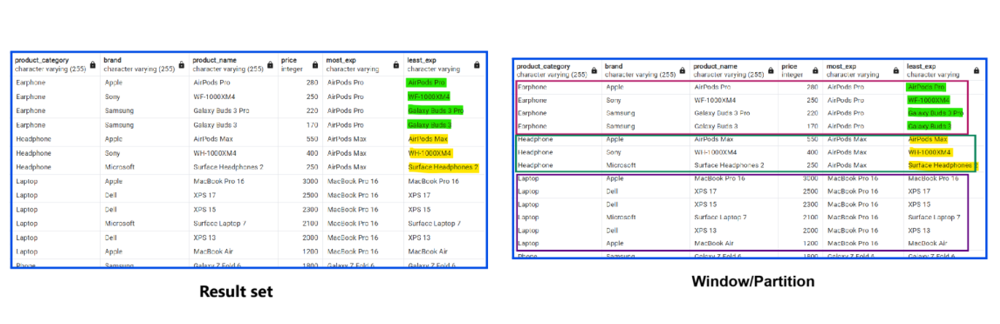 product_category brand product_name price most_exp least_exp
character varying (255) character varying (255) character varying (255) integer character varying character varying
Earphone Apple AirPods Pro 280 AirPods Pro AirPods Pro
Earphone Sony WF-1000XM4 250 AirPods Pro WF-1000XM4
Earphone Samsung Galaxy Buds 3 Pro 220 AirPods Pro Galaxy Buds 3 Pro
Earphone Samsung Galaxy Buds 3 170 AirPods Pro Galaxy Buds 3
Headphone Apple AirPods Max 550 AirPods Max AirPods Max
Headphone Sony WH-1000XM4 400 AirPods Max WH-1000XM4
Headphone Microsoft Surface Headphones 2 250 AirPods Max Surface Headphones 2
Laptop Apple MacBook Pro 16 3000 MacBook Pro 16 MacBook Pro 16
Laptop Dell XPS 17 2500 MacBook Pro 16 XPS 17
Laptop Dell XPS 15 2300 MacBook Pro 16 XPS 15
Laptop Microsoft Surface Laptop 7 2100 MacBook Pro 16 Surface Laptop 7
Laptop Dell XPS 13 2000 MacBook Pro 16 XPS 13
Laptop Apple MacBook Air 1200 MacBook Pro 16 MacBook Air
Phone Samsung Galaxy Z Fold 6 1800 Galaxy Z Fold 6 Galaxy Z Fold 6
Result set
product_category brand product_name price most_exp least_exp
character varying (255) character varying (255) character varying (255) integer character varying character varying
Earphone Apple AirPods Pro 280 AirPods Pro AirPods Pro
Earphone Sony WF-1000XM4 250 AirPods Pro WF-1000XM4
Earphone Samsung Galaxy Buds 3 Pro 220 AirPods Pro Galaxy Buds 3 Pro
Earphone Samsung Galaxy Buds 3 170 AirPods Pro Galaxy Buds 3
Headphone Apple AirPods Max 550 AirPods Max AirPods Max
Headphone Sony WH-1000XM4 400 AirPods Max WH-1000XM4
Headphone Microsoft Surface Headphones 2 250 AirPods Max Surface Headphones 2
Laptop Apple MacBook Pro 16 3000 MacBook Pro 16 MacBook Pro 16
Laptop Dell XPS 17 2500 MacBook Pro 16 XPS 17
Laptop Dell XPS 15 2300 MacBook Pro 16 XPS 15
Laptop Microsoft Surface Laptop 7 2100 MacBook Pro 16 Surface Laptop 7
Laptop Dell XPS 13 2000 MacBook Pro 16 XPS 13
Laptop Apple MacBook Air 1200 MacBook Pro 16 MacBook Air
Phone Samsung Galaxy Z Fold 6 1800 Galaxy Z Fold 6 Galaxy Z Fold 6
Window/Partition